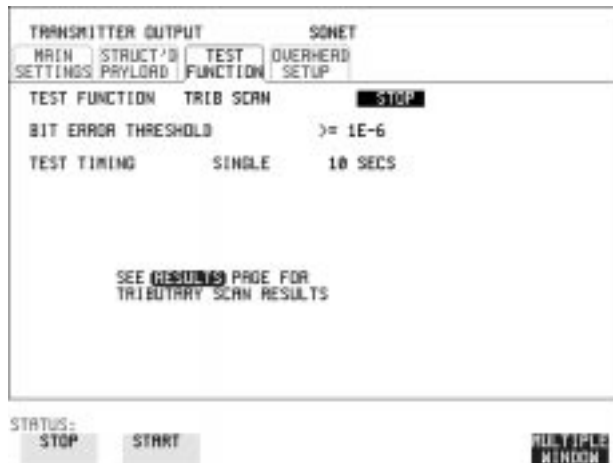 TRANSMITTER OUTPUT SONET
MAIN SETTINGS
STRUCT'D PAYLOAD
TEST FUNCTION
OVERHEAD SETUP
TEST FUNCTION TRIB SCAN STOP
BIT ERROR THRESHOLD >= 1E-6
TEST TIMING SINGLE 10 SECS
SEE RESULTS PAGE FOR
TRIBUTARY SCAN RESULTS
STATUS:
STOP START
MULTIPLE
WINDOW